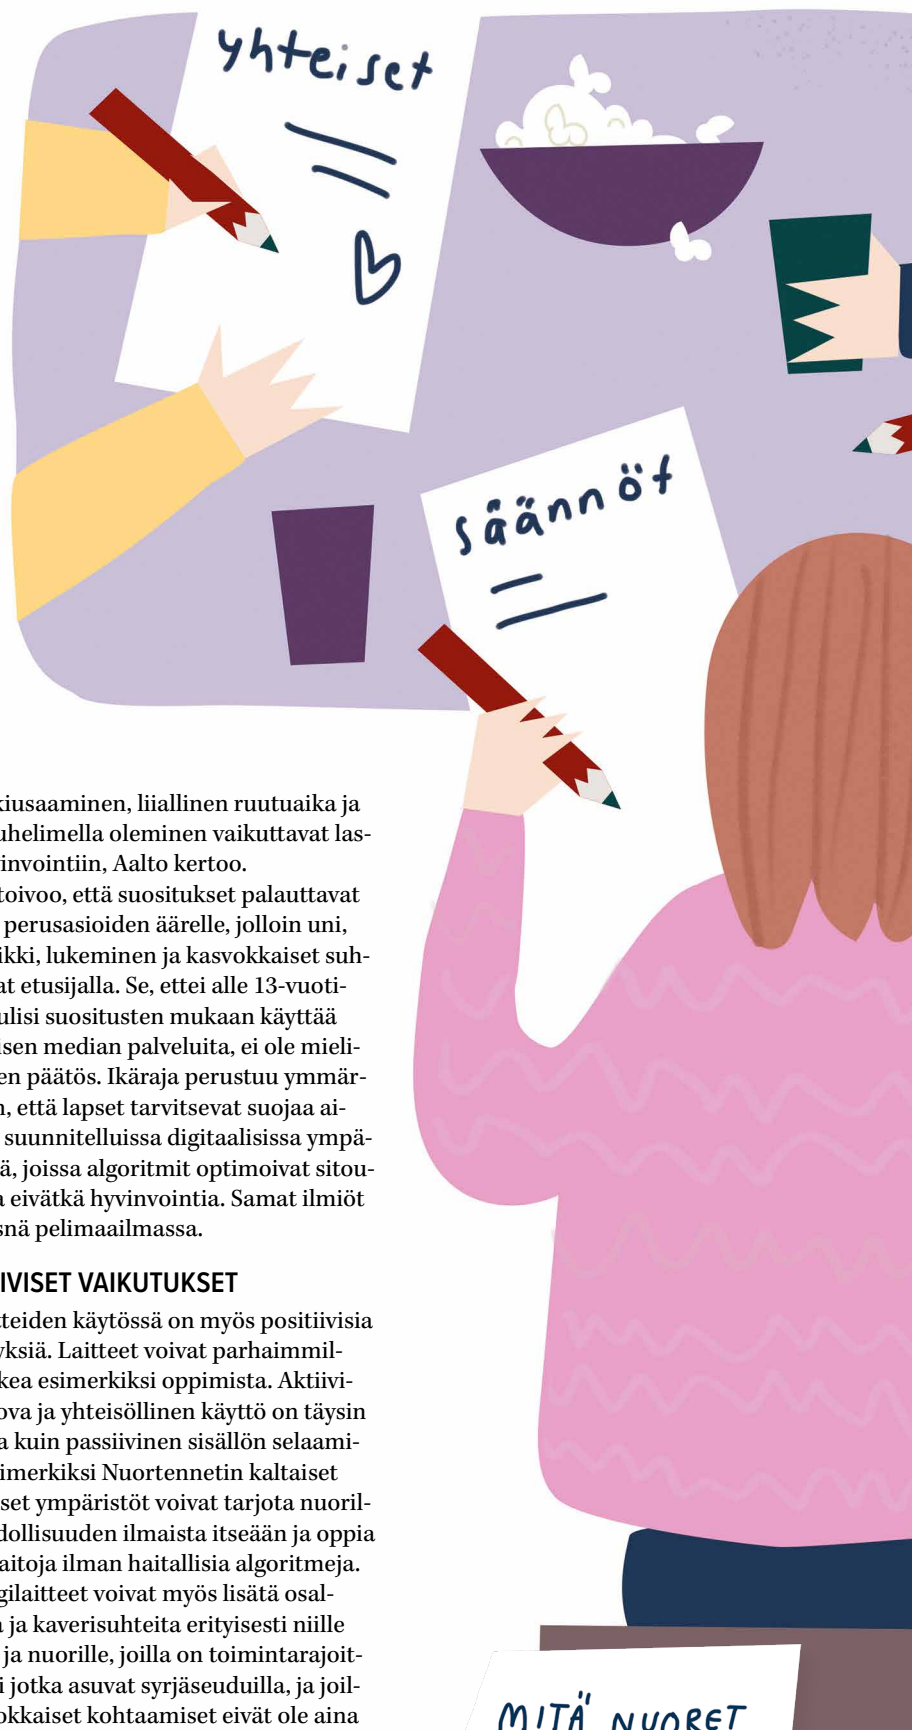 yhteiset
säännöt
kiusaaminen, liiallinen ruutuaika ja
uhelimella oleminen vaikuttavat las-
invointiin, Aalto kertoo.
toivoo, että suositukset palauttavat
perusasioiden äärelle, jolloin uni,
ikki, lukeminen ja kasvokkaiset suh-
at etusijalla. Se, ettei alle 13-vuoti-
ulisi suositusten mukaan käyttää
isen median palveluita, ei ole mieli-
en päätös. Ikäraja perustuu ymmär-
n, että lapset tarvitsevat suojaa ai-
suunnitelluissa digitaalisissa ympä-
ä, joissa algoritmit optimoivat sitou-
a eivätkä hyvinvointia. Samat ilmiöt
snä pelimaailmassa.
IVISET VAIKUTUKSET
tteiden käytössä on myös positiivisia
yksiä. Laitteet voivat parhaimmil-
kea esimerkiksi oppimista. Aktiivi-
ova ja yhteisöllinen käyttö on täysin
a kuin passiivinen sisällön selaami-
imerkiksi Nuortennetin kaltaiset
set ympäristöt voivat tarjota nuoril-
dollisuuden ilmaista itseään ja oppia
aitoja ilman haitallisia algoritmeja.
gilaitteet voivat myös lisätä osal-
a ja kaverisuhteita erityisesti niille
ja nuorille, joilla on toimintarajoit-
i jotka asuvat syrjäseuduilla, ja joil-
okkaiset kohtaamiset eivät ole aina
MITÄ NUORET